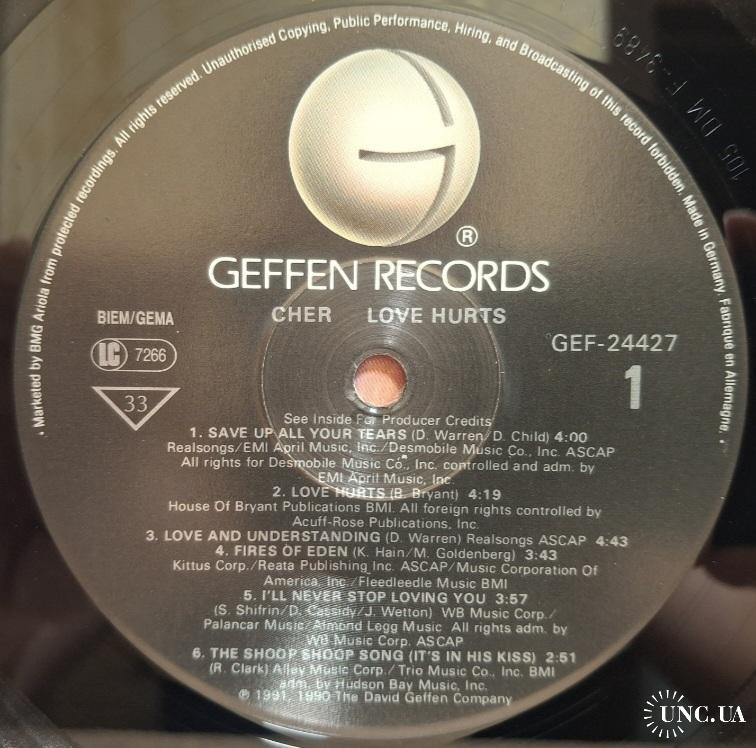 • Marketed by BMG Ariola from protected recordings. All rights reserved. Unauthorised Copying, Public Performance, Hiring, and Broadcasting of this record forbidden. Made in Germany. Fabriqué en Allemagne. •
105 DM F-3489
®
GEFFEN RECORDS
CHER LOVE HURTS
BIEM/GEMA
LC 7266
33
GEF-24427
1
See Inside For Producer Credits
1. SAVE UP ALL YOUR TEARS (D. Warren/D. Child) 4:00
Realsongs/EMI April Music, Inc./Desmobile Music Co., Inc. ASCAP
All rights for Desmobile Music Co., Inc. controlled and adm. by
EMI April Music, Inc.
2. LOVE HURTS (B. Bryant) 4:19
House Of Bryant Publications BMI. All foreign rights controlled by
Acuff-Rose Publications, Inc.
3. LOVE AND UNDERSTANDING (D. Warren) Realsongs ASCAP 4:43
4. FIRES OF EDEN (K. Hain/M. Goldenberg) 3:43
Kittus Corp./Reata Publishing Inc. ASCAP/Music Corporation Of
America, Inc./Fleedleedle Music BMI
5. I'LL NEVER STOP LOVING YOU 3:57
(S. Shifrin/D. Cassidy/J. Wetton) WB Music Corp./
Palancar Music/Almond Legg Music All rights adm. by
WB Music Corp. ASCAP
6. THE SHOOP SHOOP SONG (IT'S IN HIS KISS) 2:51
(R. Clark) Alley Music Corp./Trio Music Co., Inc. BMI
adm. by Hudson Bay Music, Inc.
℗ 1991, 1990 The David Geffen Company
UNC.UA